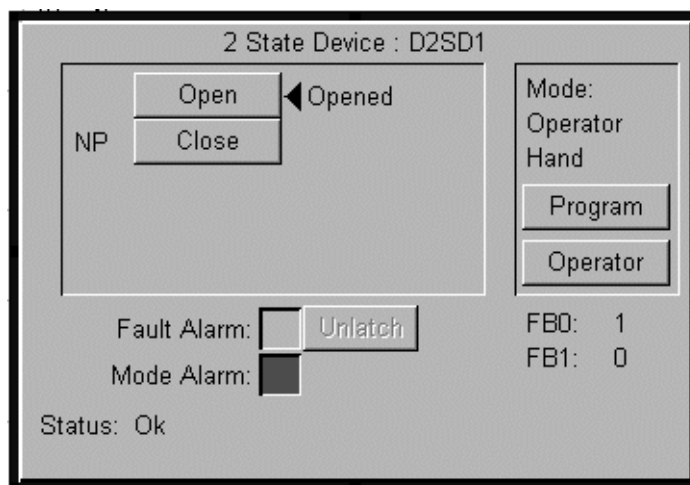 2 State Device : D2SD1
Open Opened
NP Close
Mode:
Operator
Hand
Program
Operator
Fault Alarm: Unlatch
Mode Alarm:
FB0: 1
FB1: 0
Status: Ok